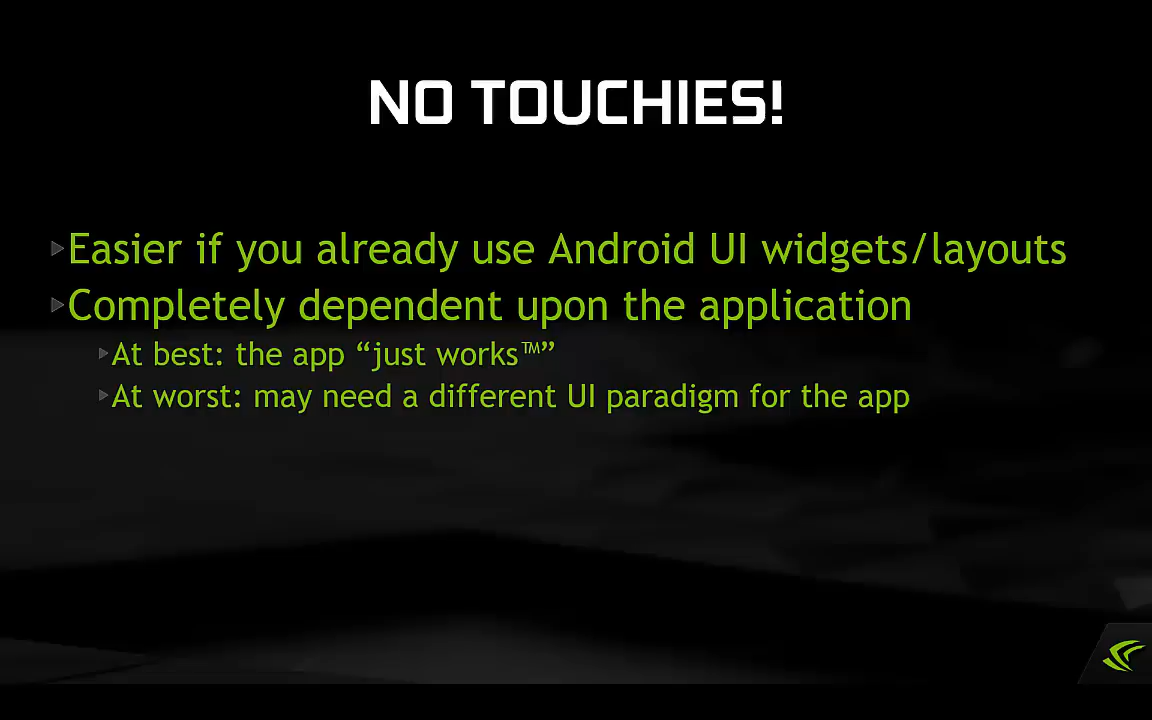 NO TOUCHIES!
Easier if you already use Android UI widgets/layouts
Completely dependent upon the application
At best: the app “just works™”
At worst: may need a different UI paradigm for the app